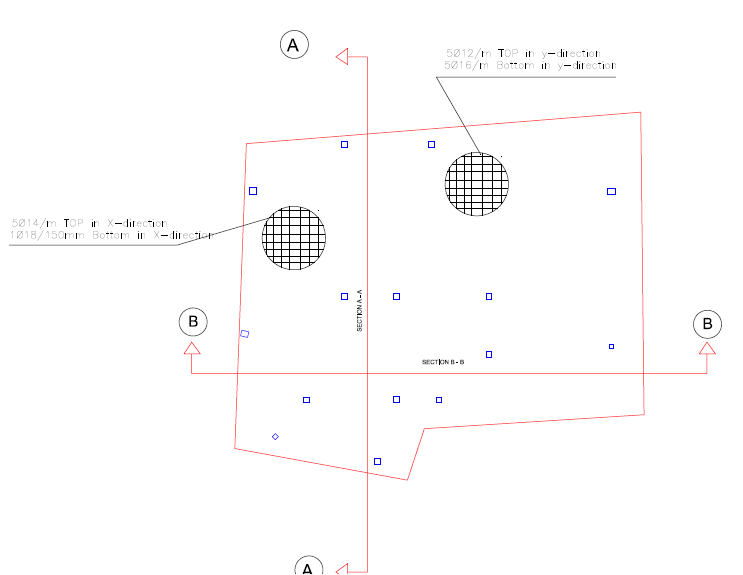 A
5Ø12/m TOP in y-direction
5Ø16/m Bottom in y-direction
5Ø14/m TOP in X-direction
1Ø18/150mm Bottom in X-direction
SECTION A - A
B
B
SECTION B - B
A